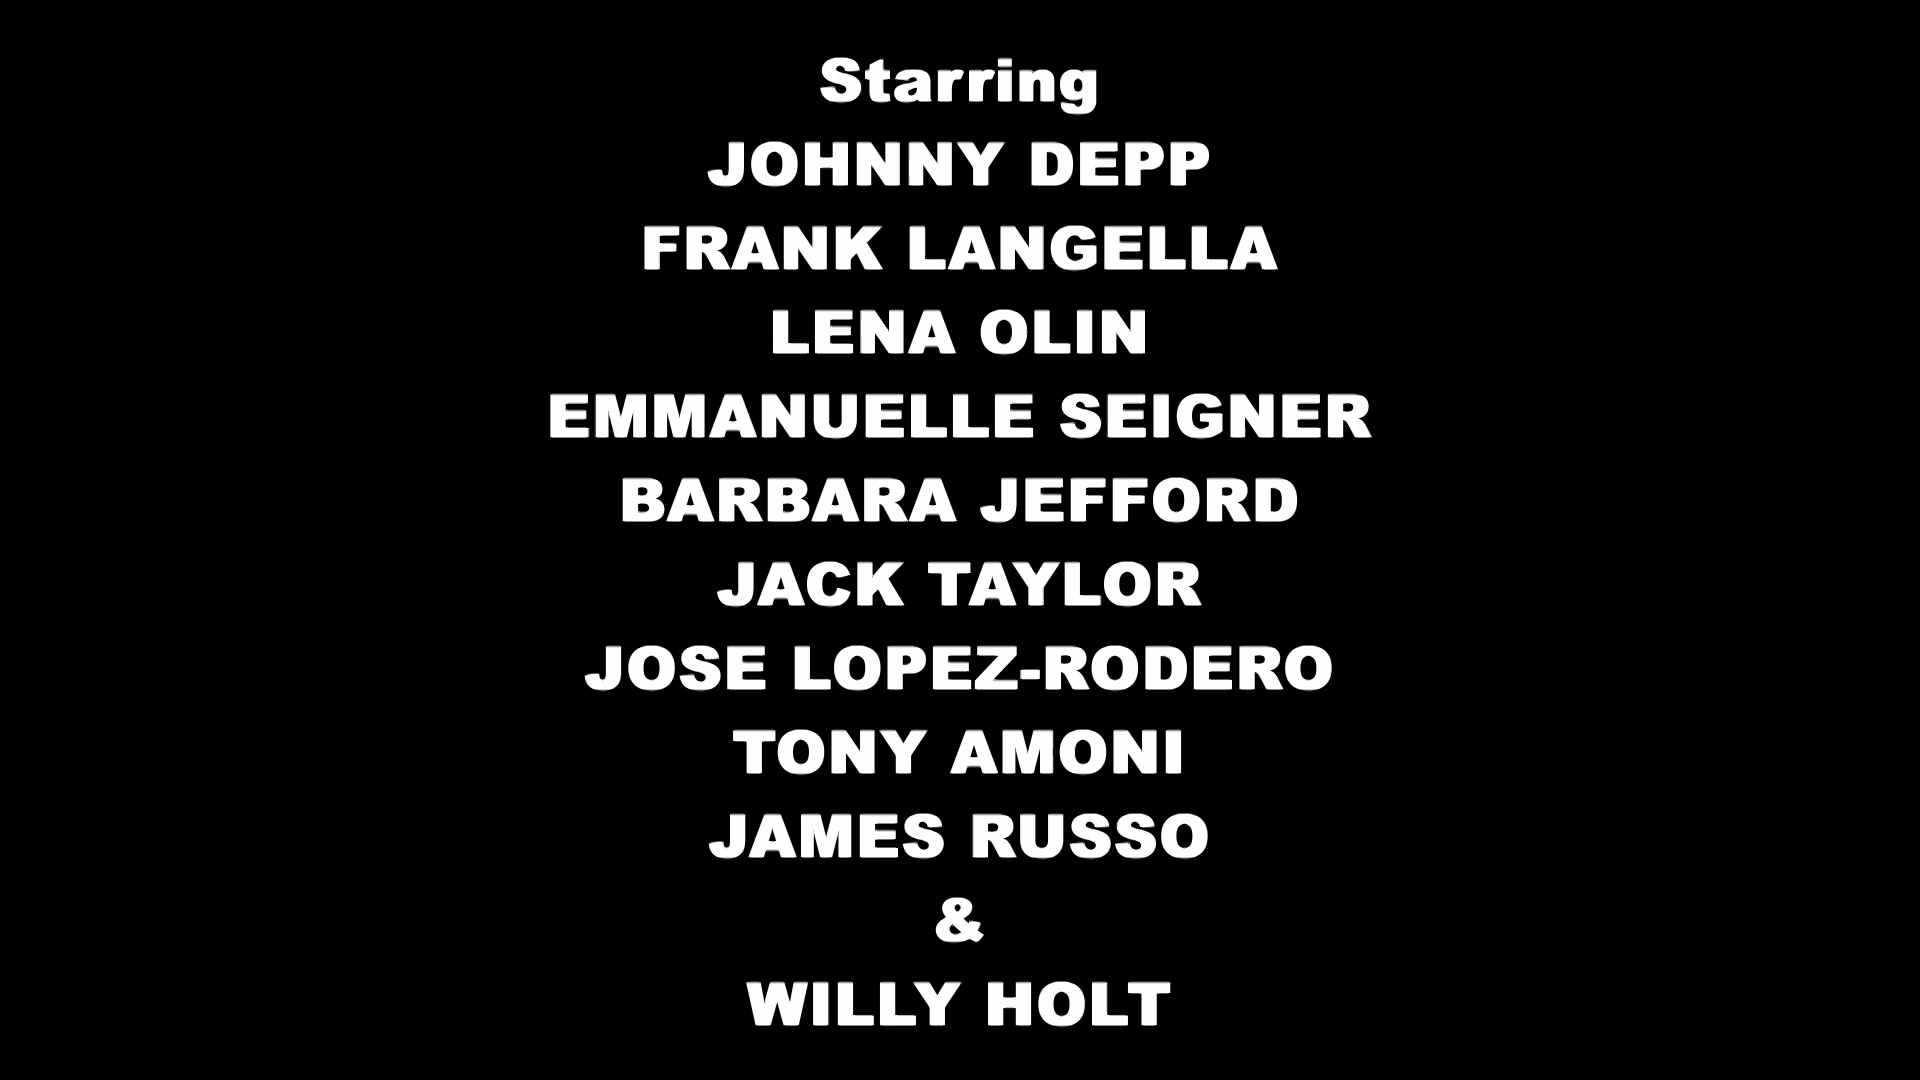 Starring
JOHNNY DEPP
FRANK LANGELLA
LENA OLIN
EMMANUELLE SEIGNER
BARBARA JEFFORD
JACK TAYLOR
JOSE LOPEZ-RODERO
TONY AMONI
JAMES RUSSO
&
WILLY HOLT